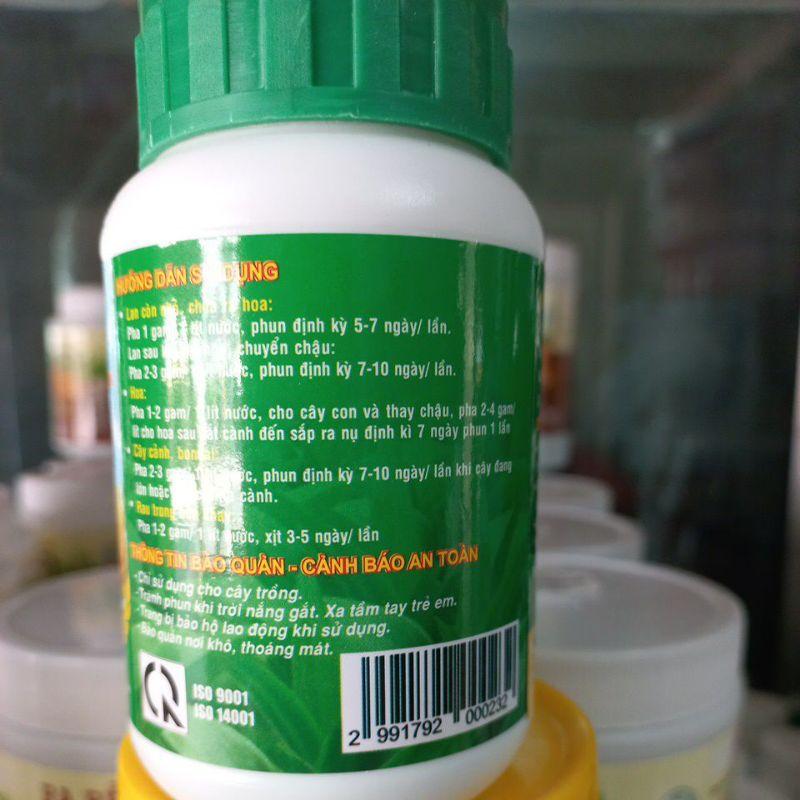 HƯỚNG DẪN SỬ DỤNG
• Lan còn nhỏ, chưa ra hoa:
Pha 1 gam/ 1 lít nước, phun định kỳ 5-7 ngày/ lần.
Lan sau chuyển chậu:
Pha 2-3 gam/ nước, phun định kỳ 7-10 ngày/ lần.
• Hoa:
Pha 1-2 gam/ 1 lít nước, cho cây con và thay chậu, pha 2-4 gam/
lít cho hoa sau cắt cành đến sắp ra nụ định kì 7 ngày phun 1 lần
• Cây cảnh, bonsai:
Pha 2-3 gam/ nước, phun định kỳ 7-10 ngày/ lần khi cây đang
lớn hoặc cành.
• Rau trồng
Pha 1-2 gam/ 1 lít nước, xịt 3-5 ngày/ lần
THÔNG TIN BẢO QUẢN - CẢNH BÁO AN TOÀN
- Chỉ sử dụng cho cây trồng.
- Tránh phun khi trời nắng gắt. Xa tầm tay trẻ em.
- Trang bị bảo hộ lao động khi sử dụng.
- Bảo quản nơi khô, thoáng mát.
ISO 9001
ISO 14001
2 991792 000232